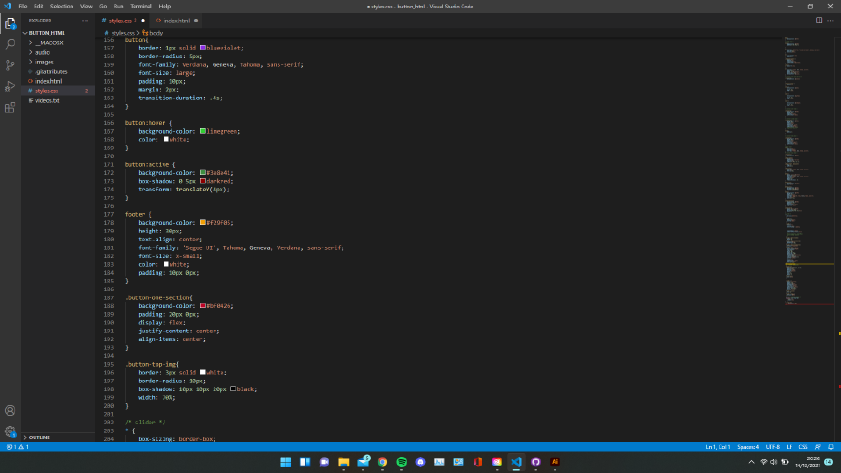 File Edit Selection View Go Run Terminal Help
styles.css - button_html - Visual Studio Code
EXPLORER
styles.css
index.html
styles.css > body
BUTTON_HTML
__MACOSX
audio
images
.gitattributes
index.html
styles.css
videos.txt
OUTLINE
156 button{
157 border: 1px solid blueviolet;
158 border-radius: 5px;
159 font-family: Verdana, Geneva, Tahoma, sans-serif;
160 font-size: large;
161 padding: 10px;
162 margin: 2px;
163 transition-duration: .4s;
164 }
165
166 button:hover {
167 background-color: limegreen;
168 color: white;
169 }
170
171 button:active {
172 background-color: #3e8e41;
173 box-shadow: 0 5px darkred;
174 transform: translateY(4px);
175 }
176
177 footer {
178 background-color: #f29F05;
179 height: 30px;
180 text-align: center;
181 font-family: 'Segoe UI', Tahoma, Geneva, Verdana, sans-serif;
182 font-size: x-small;
183 color: white;
184 padding: 10px 0px;
185 }
186
187 .button-one-section{
188 background-color: #bf0426;
189 padding: 20px 0px;
190 display: flex;
191 justify-content: center;
192 align-items: center;
193 }
194
195 .button-top-img{
196 border: 3px solid white;
197 border-radius: 10px;
198 box-shadow: 10px 10px 20px black;
199 width: 70%;
200 }
201
202 /* slider */
203 * {
204 box-sizing: border-box;
Ln 1, Col 1 Spaces: 4 UTF-8 LF CSS
20:26
14/10/2021